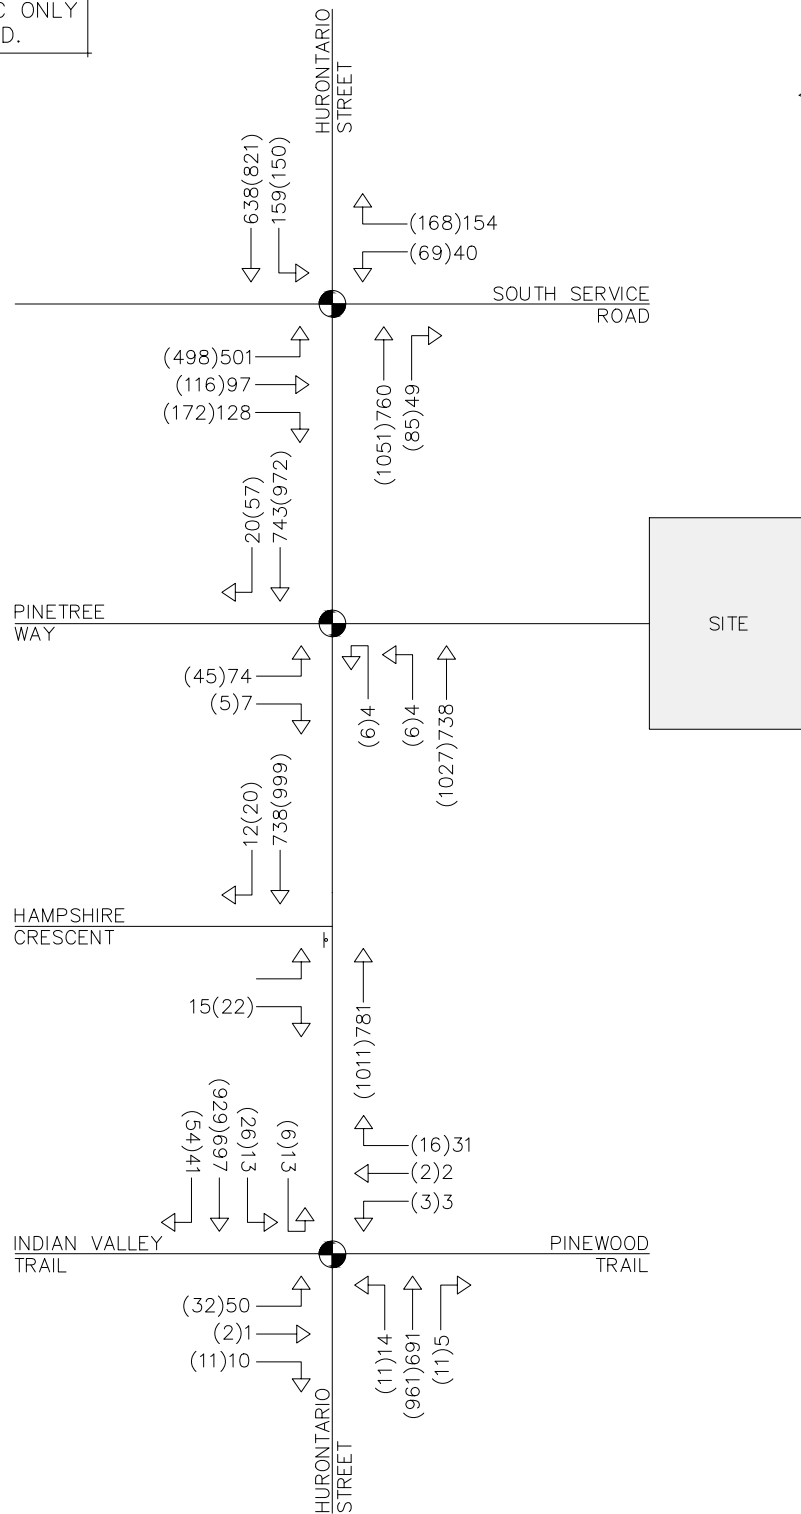 C ONLY
D.
HURONTARIO
STREET
638(821)
159(150)
(168)154
(69)40
SOUTH SERVICE
ROAD
(498)501
(116)97
(172)128
(1051)760
(85)49
20(57)
743(972)
PINETREE
WAY
SITE
(45)74
(5)7
(6)4
(6)4
(1027)738
12(20)
738(999)
HAMPSHIRE
CRESCENT
15(22)
(1011)781
(54)41
(929)697
(26)13
(6)13
(16)31
(2)2
(3)3
INDIAN VALLEY
TRAIL
PINEWOOD
TRAIL
(32)50
(2)1
(11)10
(11)14
(961)691
(11)5
HURONTARIO
STREET